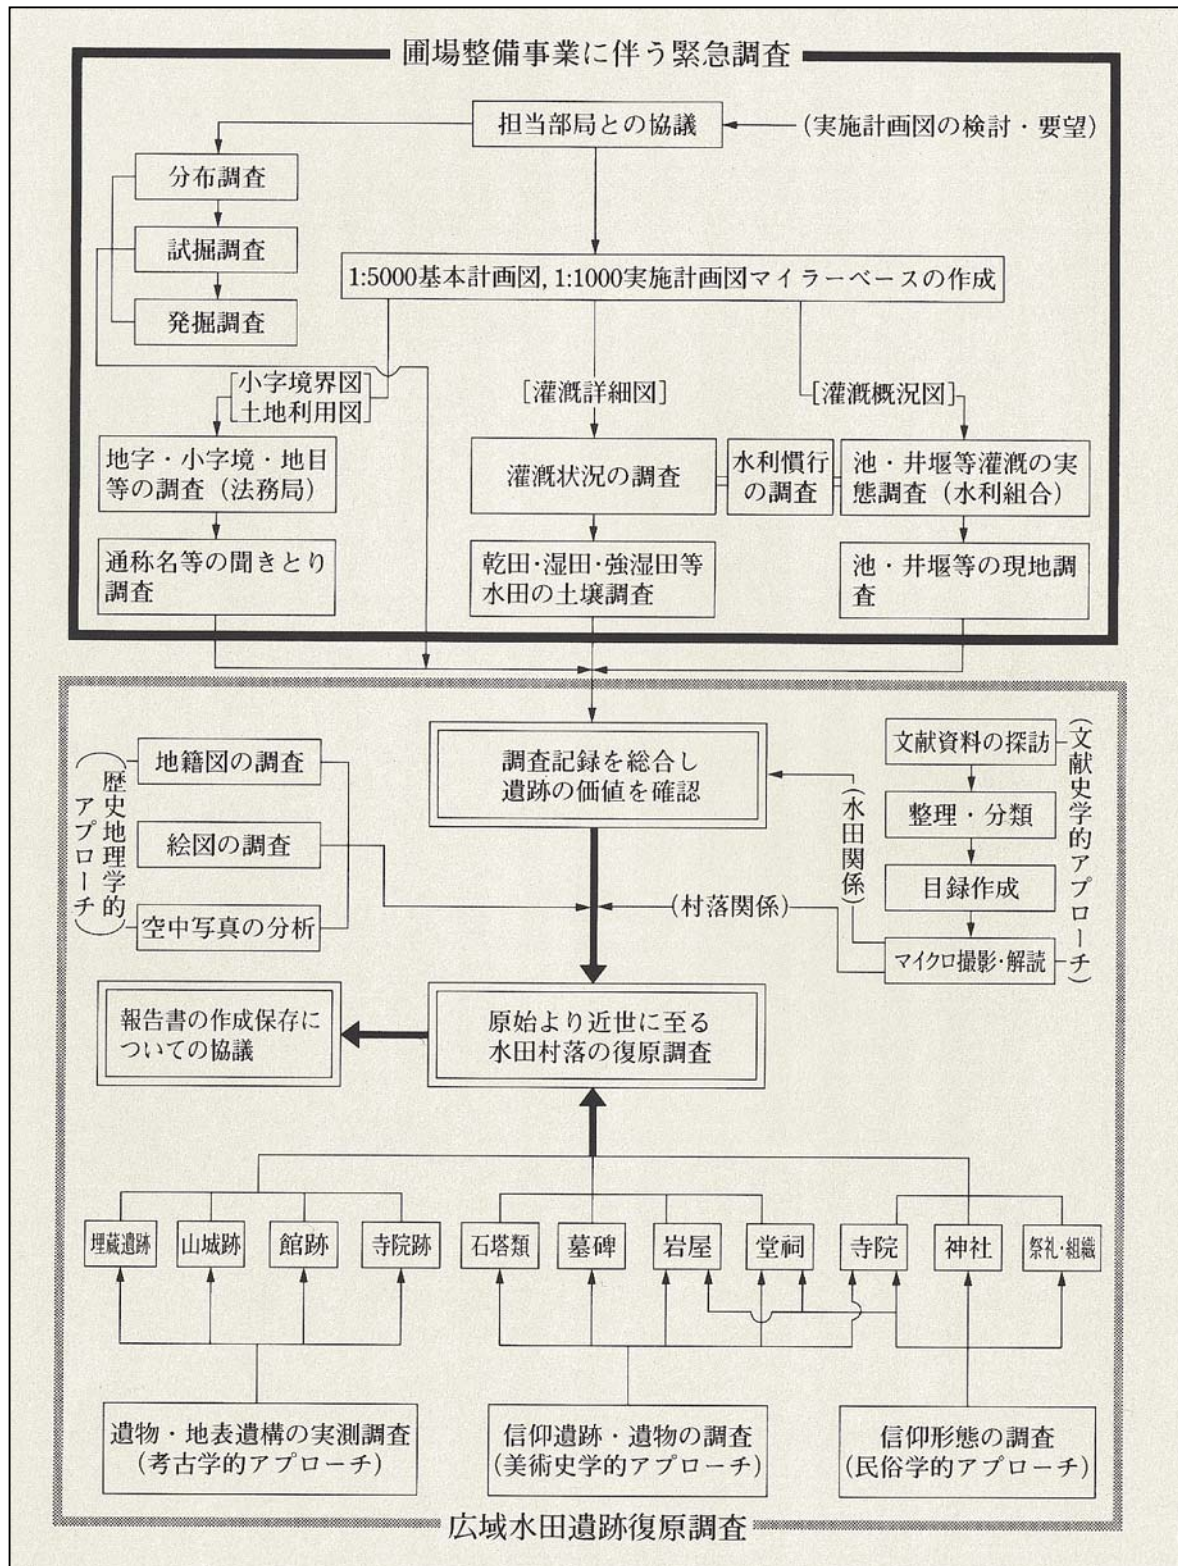 圃場整備事業に伴う緊急調査
担当部局との協議
(実施計画図の検討・要望)
分布調査
試掘調査
発掘調査
1:5000基本計画図, 1:1000実施計画図マイラーベースの作成
[小字境界図
土地利用図]
[灌漑詳細図]
[灌漑概況図]
地字・小字境・地目
等の調査(法務局)
灌漑状況の調査
水利慣行
の調査
池・井堰等灌漑の実
態調査(水利組合)
通称名等の聞きとり
調査
乾田・湿田・強湿田等
水田の土壌調査
池・井堰等の現地調
査
調査記録を総合し
遺跡の価値を確認
(歴史地理学的
アプローチ)
地籍図の調査
絵図の調査
空中写真の分析
(文献史学的アプローチ)
文献資料の探訪
整理・分類
目録作成
マイクロ撮影・解読
(水田関係)
(村落関係)
原始より近世に至る
水田村落の復原調査
報告書の作成保存に
ついての協議
埋蔵遺跡
山城跡
館跡
寺院跡
石塔類
墓碑
岩屋
堂祠
寺院
神社
祭礼・組織
遺物・地表遺構の実測調査
(考古学的アプローチ)
信仰遺跡・遺物の調査
(美術史学的アプローチ)
信仰形態の調査
(民俗学的アプローチ)
広域水田遺跡復原調査